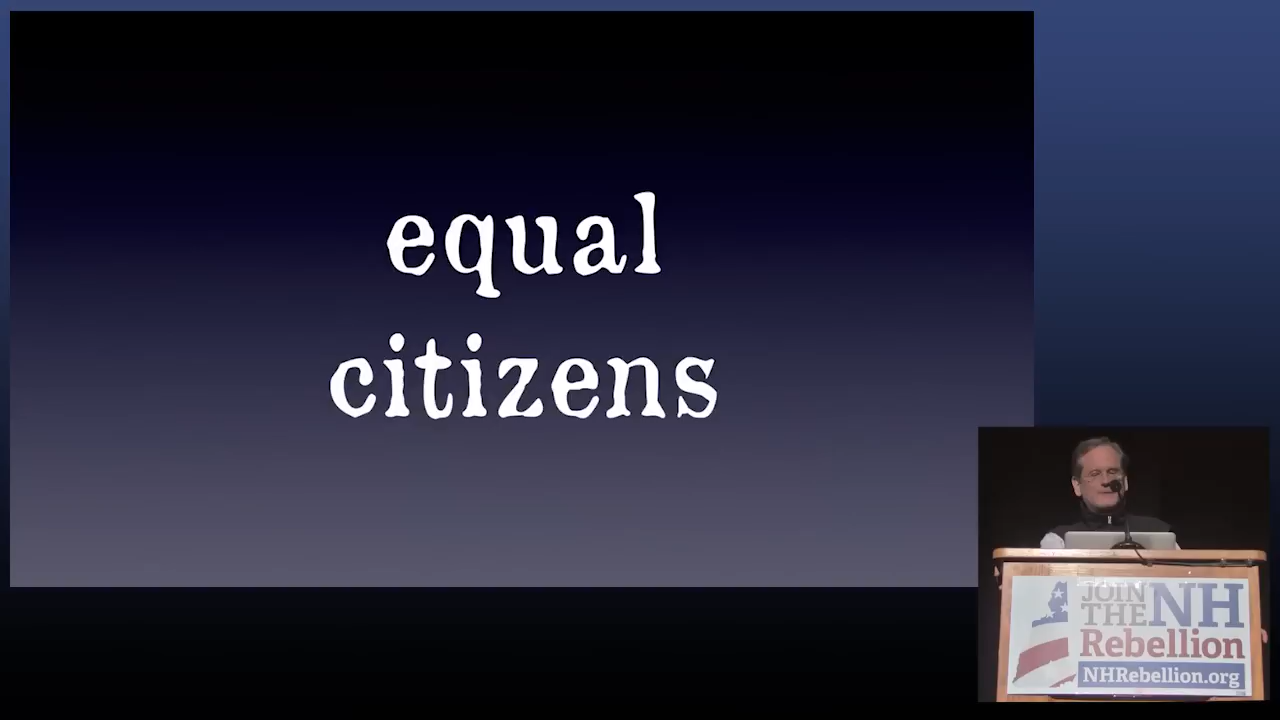 equal
citizens
JOIN
THE NH
Rebellion
NHRebellion.org